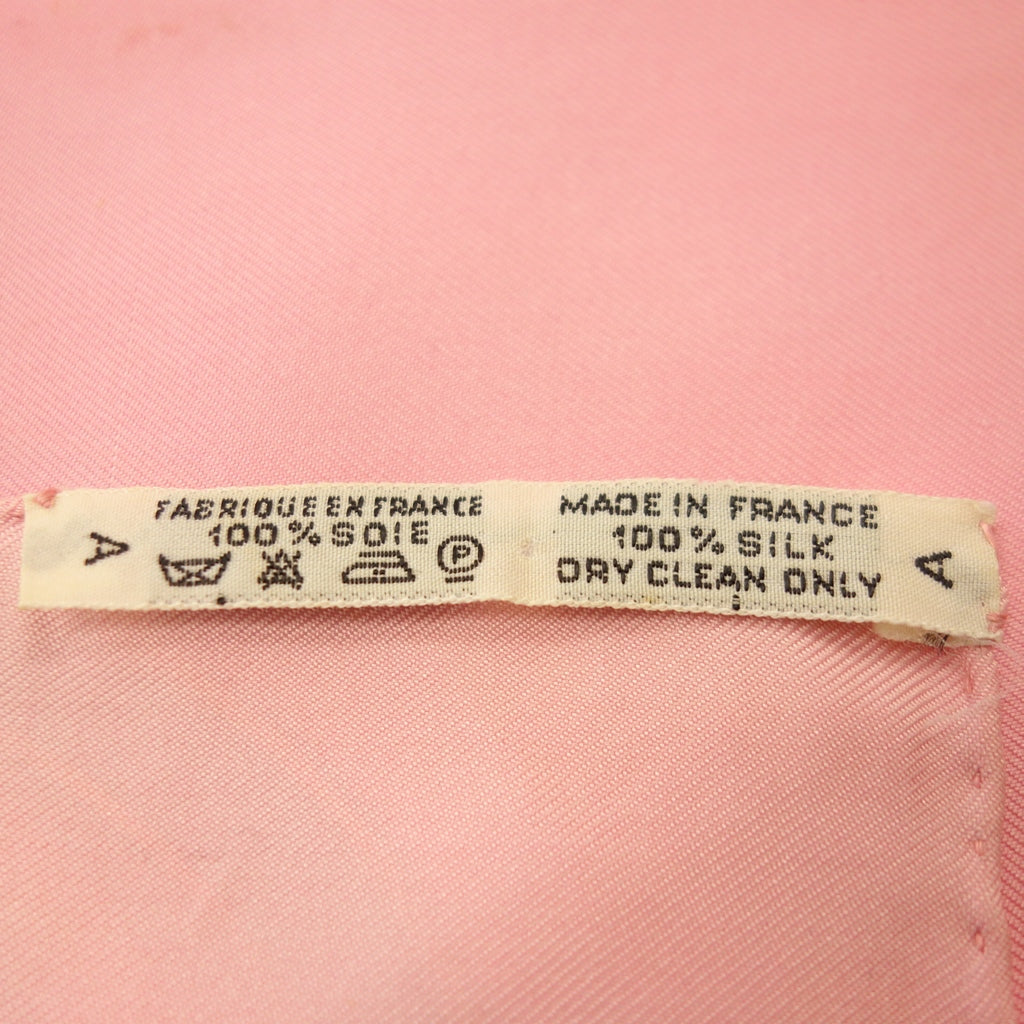 A
FABRIQUE EN FRANCE
100% SOIE
P
MADE IN FRANCE
100% SILK
DRY CLEAN ONLY
A